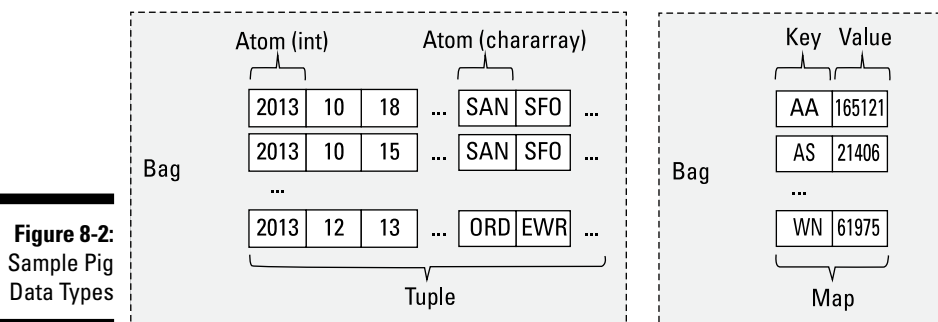 Figure 8-2:
Sample Pig
Data Types
Bag
Atom (int)
Atom (chararray)
2013 10 18 ... SAN SFO ...
2013 10 15 ... SAN SFO ...
...
2013 12 13 ... ORD EWR ...
Tuple
Bag
Key Value
AA 165121
AS 21406
...
WN 61975
Map